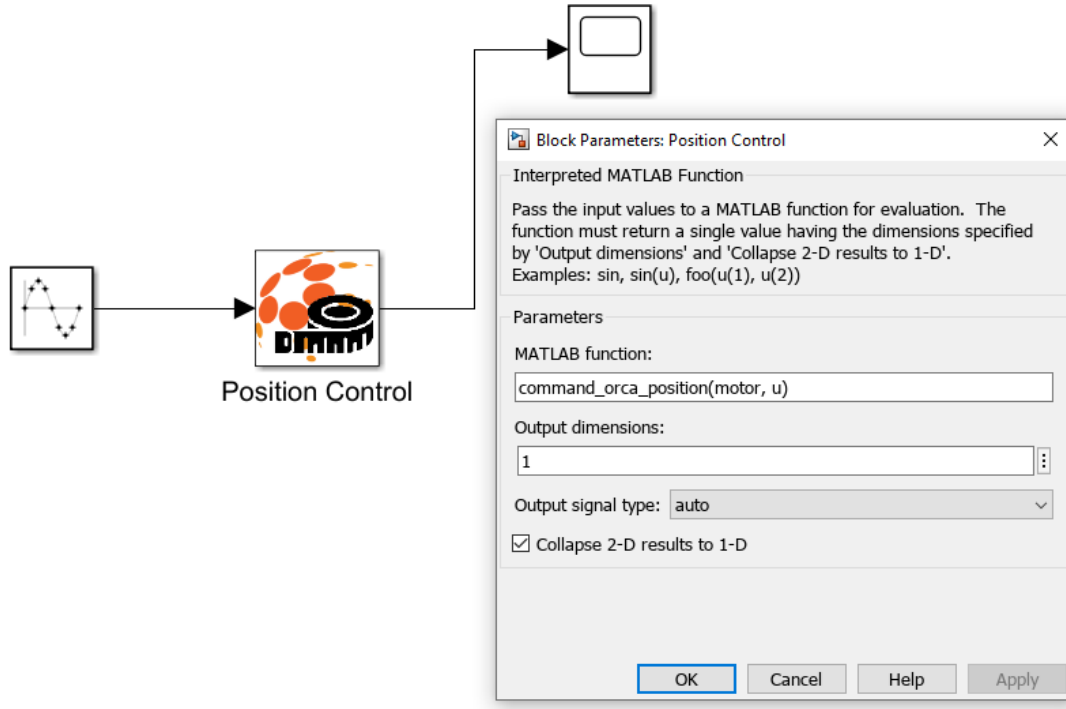 Position Control
Block Parameters: Position Control
Interpreted MATLAB Function
Pass the input values to a MATLAB function for evaluation. The
function must return a single value having the dimensions specified
by 'Output dimensions' and 'Collapse 2-D results to 1-D'.
Examples: sin, sin(u), foo(u(1), u(2))
Parameters
MATLAB function:
command_orca_position(motor, u)
Output dimensions:
1
Output signal type: auto
Collapse 2-D results to 1-D
OK Cancel Help Apply